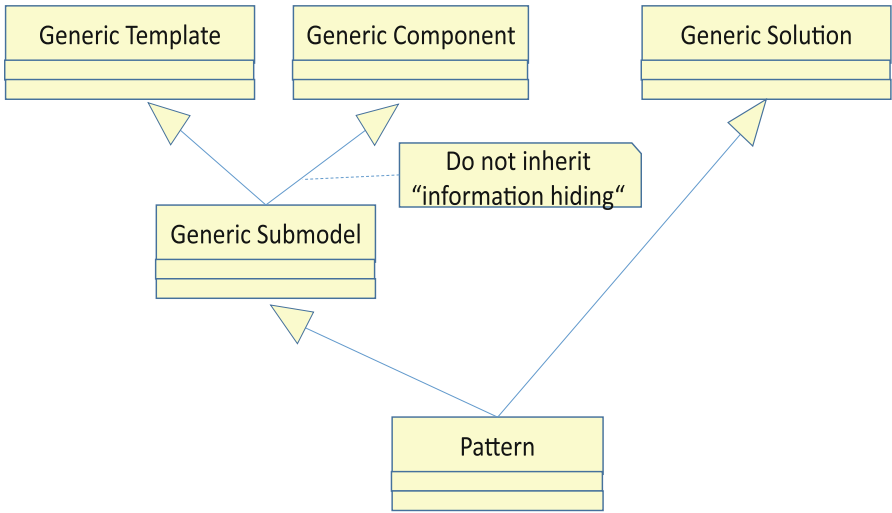 Generic Template
Generic Component
Generic Solution
Do not inherit
“information hiding“
Generic Submodel
Pattern